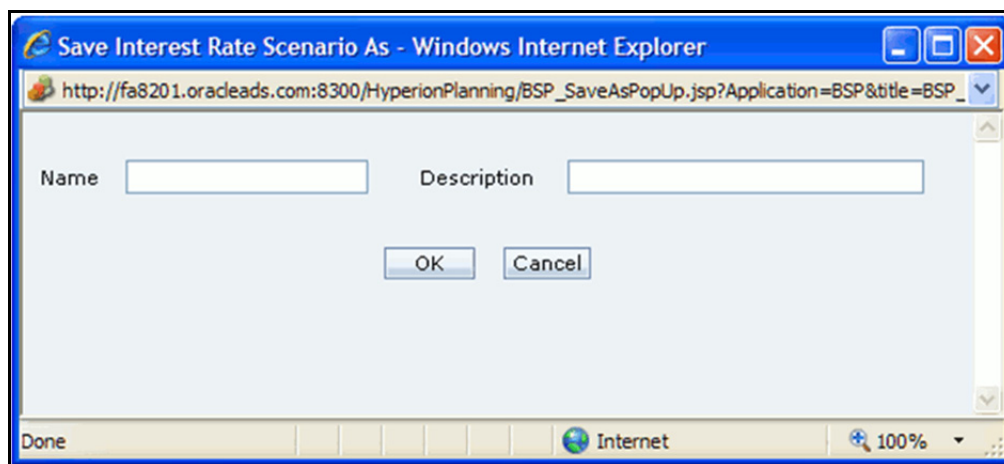 Save Interest Rate Scenario As - Windows Internet Explorer
http://fa8201.oracleads.com:8300/HyperionPlanning/BSP_SaveAsPopUp.jsp?Application=BSP&title=BSP_
Name Description
OK Cancel
Done Internet 100%